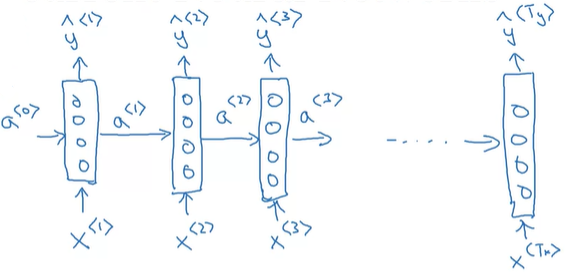 ŷ<1> ŷ<2> ŷ<3> ŷ<Ty>
a<0> a<1> a<2> a<3>
x<1> x<2> x<3> x<Tx>